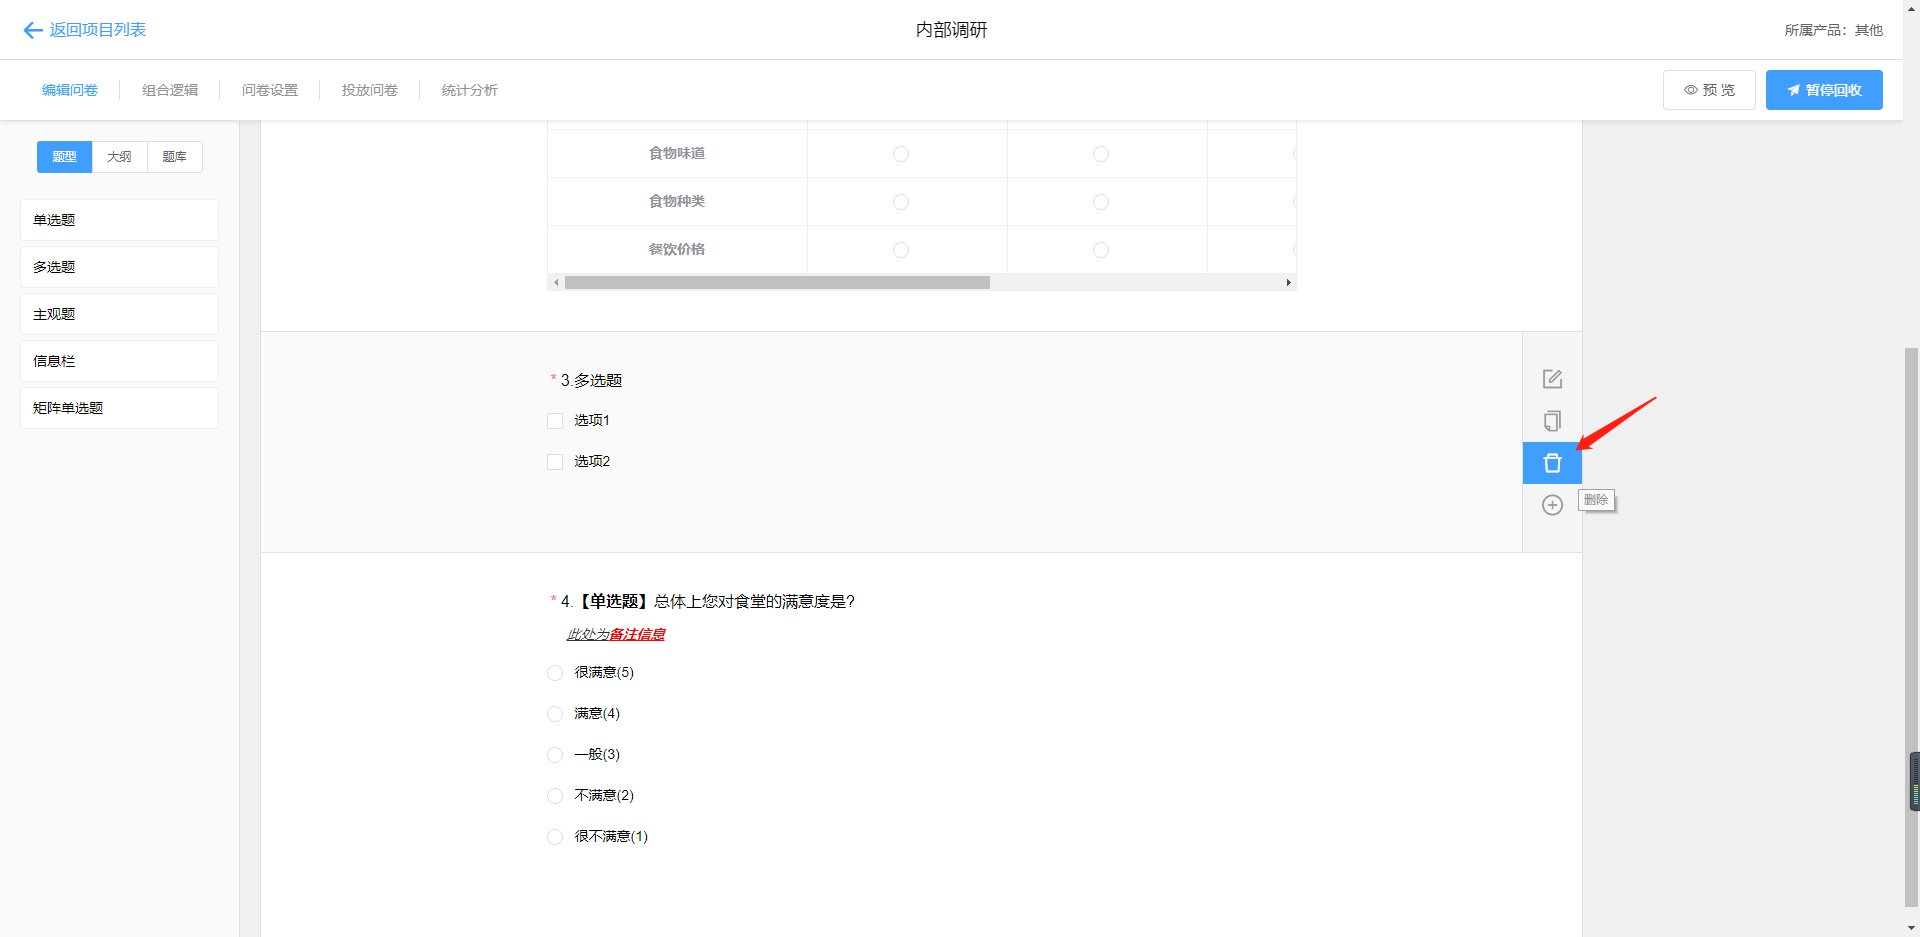 返回项目列表
内部调研
所属产品：其他
编辑问卷
组合逻辑
问卷设置
投放问卷
统计分析
预 览
暂停回收
题型
大纲
题库
单选题
多选题
主观题
信息栏
矩阵单选题
食物味道
食物种类
餐饮价格
* 3.多选题
选项1
选项2
删除
* 4.【单选题】总体上您对食堂的满意度是?
此处为备注信息
很满意(5)
满意(4)
一般(3)
不满意(2)
很不满意(1)